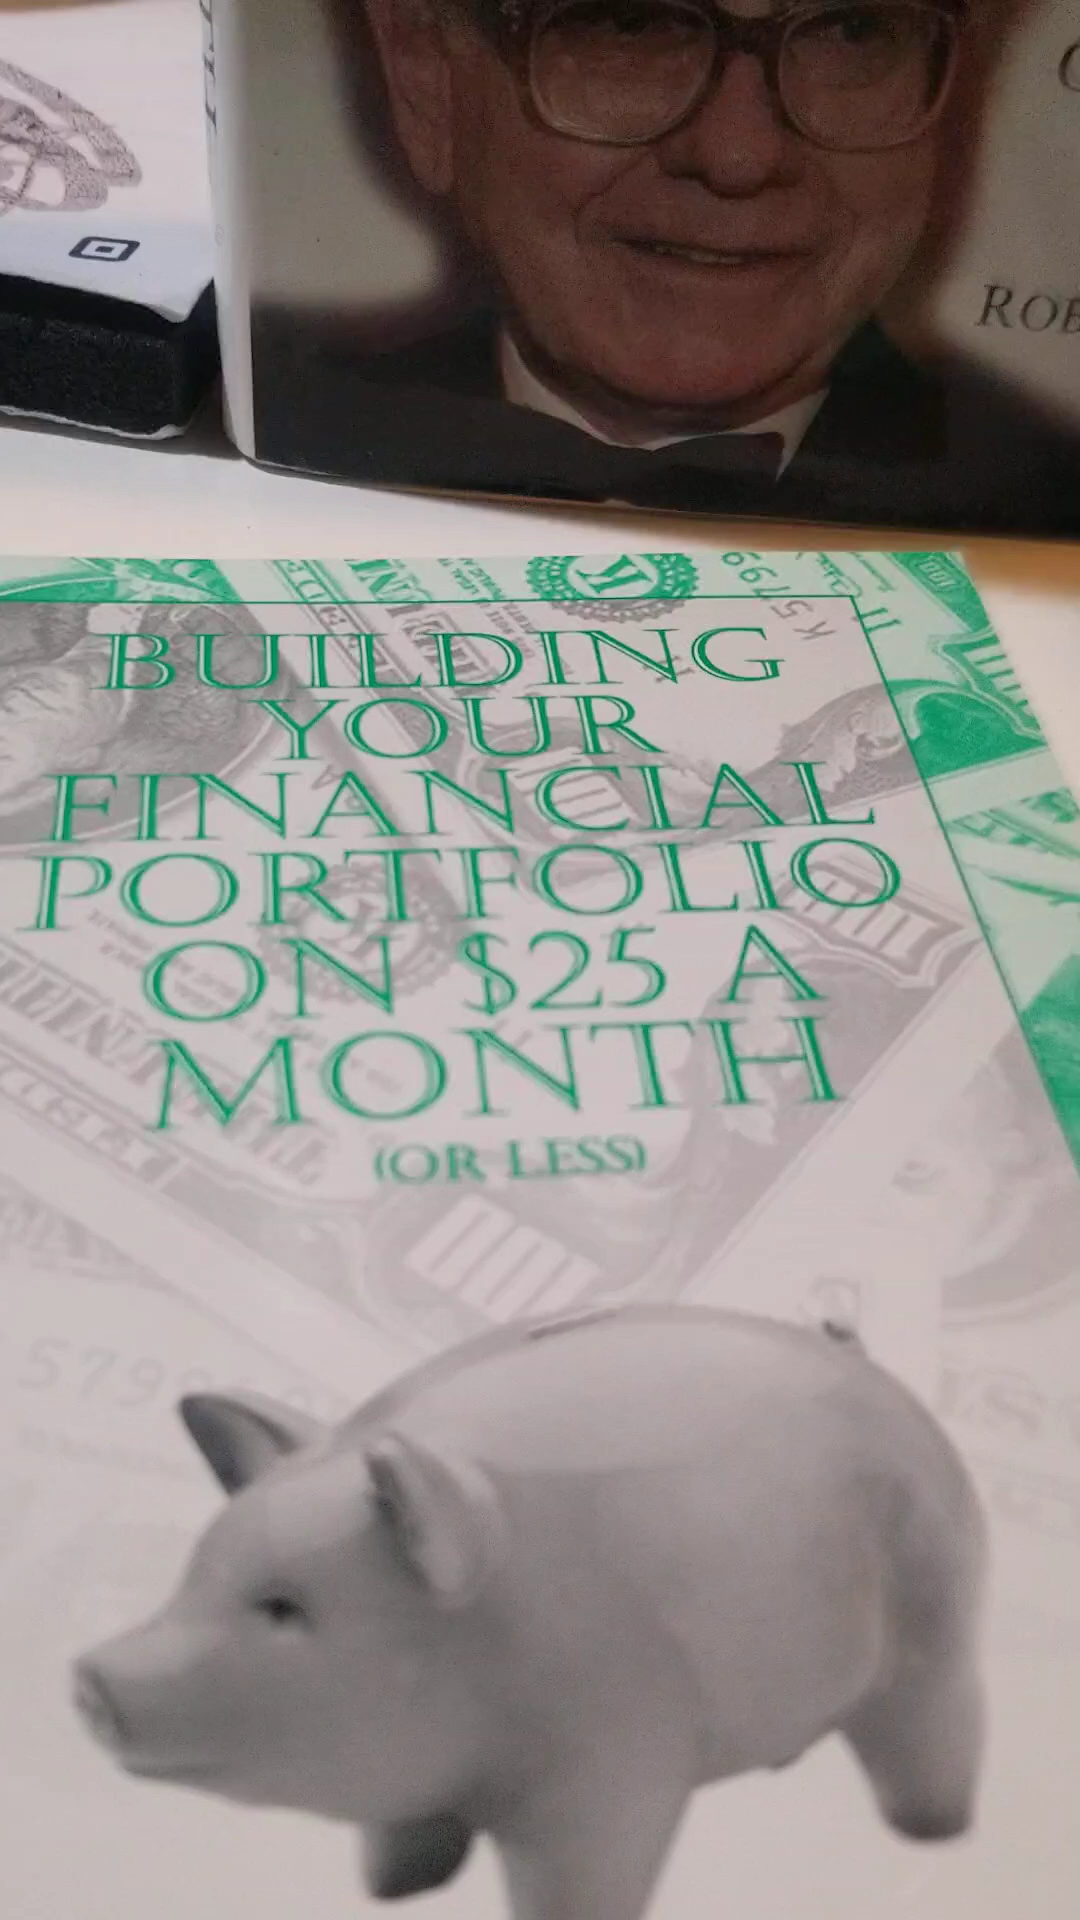 ROB
BUILDING
YOUR
FINANCIAL
PORTFOLIO
ON $25 A
MONTH
(OR LESS)